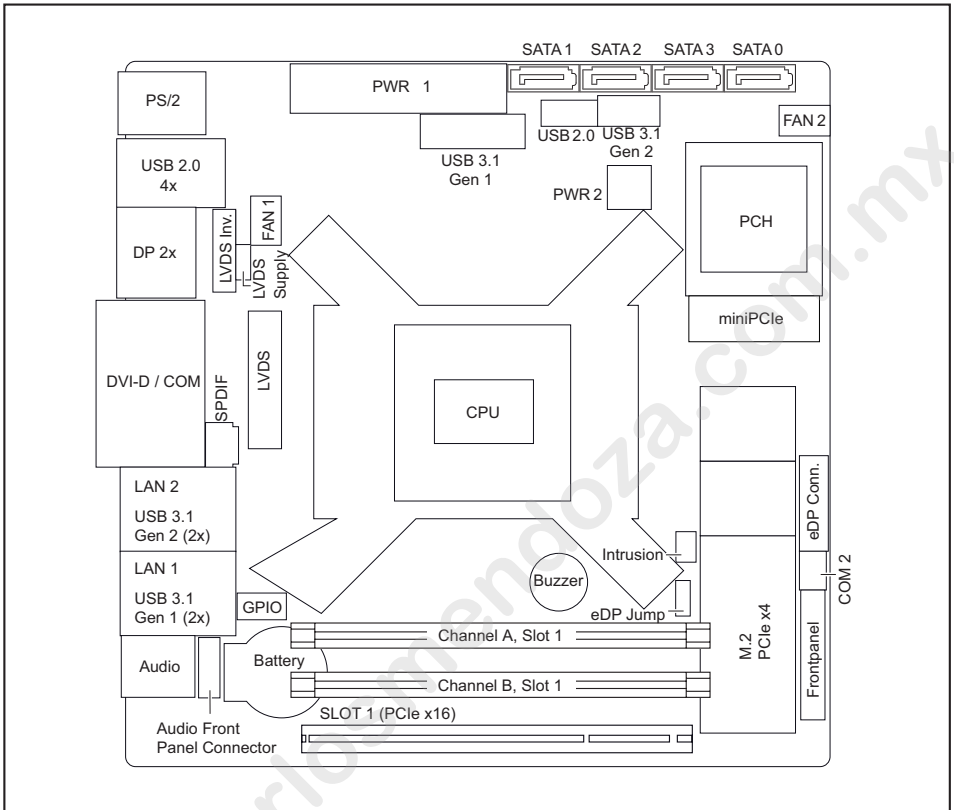 SATA 1 SATA 2 SATA 3 SATA 0
PWR 1
PS/2
FAN 2
USB 2.0
USB 3.1
Gen 2
USB 3.1
Gen 1
USB 2.0
4x
PWR 2
PCH
LVDS Inv.
FAN 1
DP 2x
LVDS
Supply
miniPCIe
DVI-D / COM
SPDIF
LVDS
CPU
LAN 2
USB 3.1
Gen 2 (2x)
eDP Conn.
Intrusion
COM 2
LAN 1
USB 3.1
Gen 1 (2x)
Buzzer
GPIO
eDP Jump
M.2
PCIe x4
Channel A, Slot 1
Audio
Battery
Frontpanel
Channel B, Slot 1
SLOT 1 (PCIe x16)
Audio Front
Panel Connector
rlosmendoza.com.mx